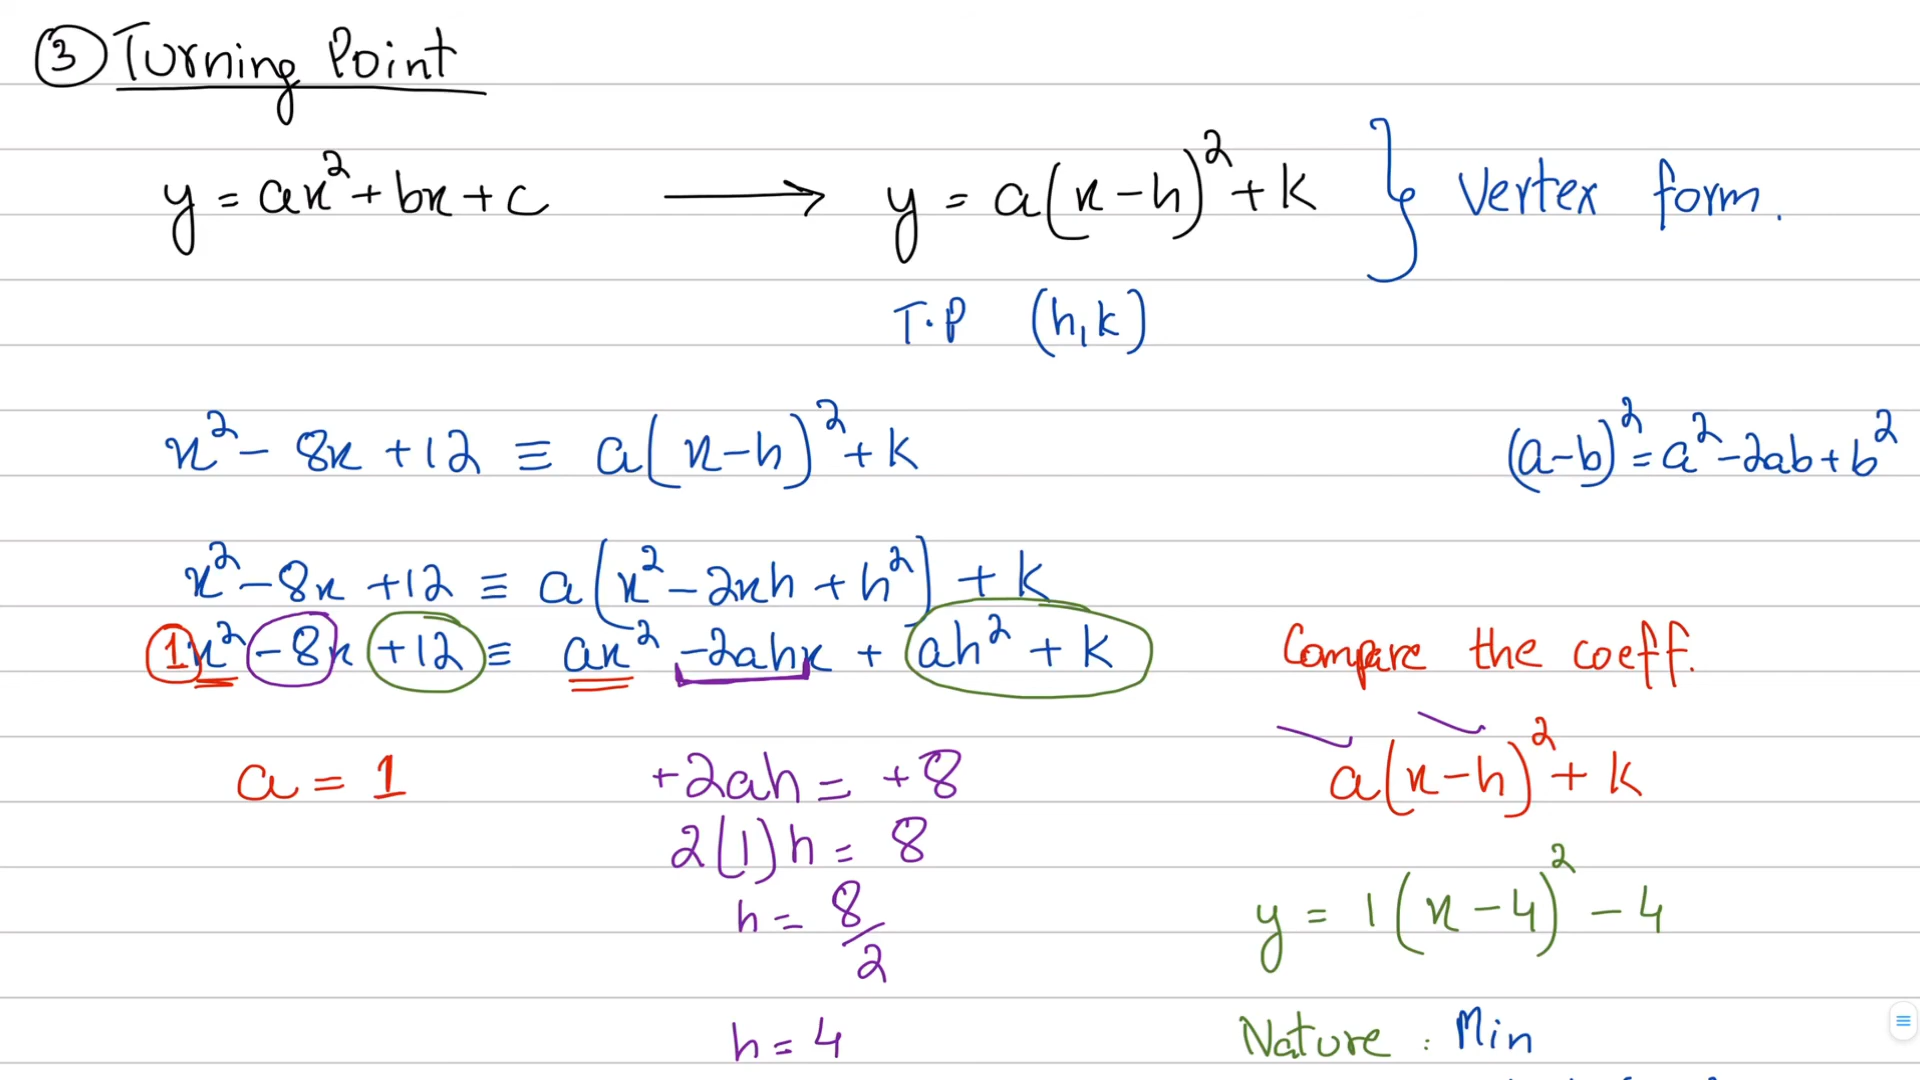 ③ Turning Point
y = ax² + bx + c ⟶ y = a(x-h)² + k } Vertex form.
T.P (h, k)
x² - 8x + 12 ≡ a(x-h)² + k
(a-b)² = a² - 2ab + b²
x² - 8x + 12 ≡ a(x² - 2xh + h²) + k
1x² - 8x + 12 ≡ ax² - 2ahx + ah² + k
Compare the coeff.
a = 1
+2ah = +8
2(1)h = 8
h = 8/2
h = 4
a(x-h)² + k
y = 1(x-4)² - 4
Nature : Min